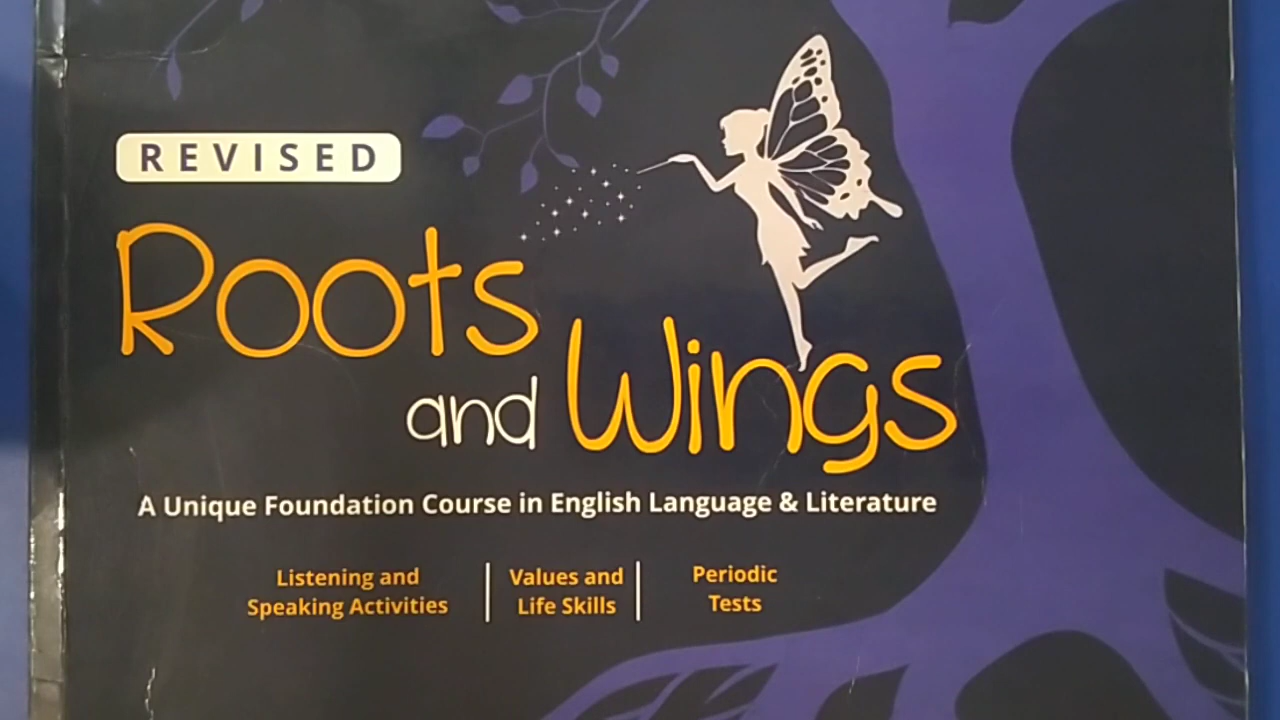 REVISED
Roots
and Wings
A Unique Foundation Course in English Language & Literature
Listening and
Speaking Activities
Values and
Life Skills
Periodic
Tests